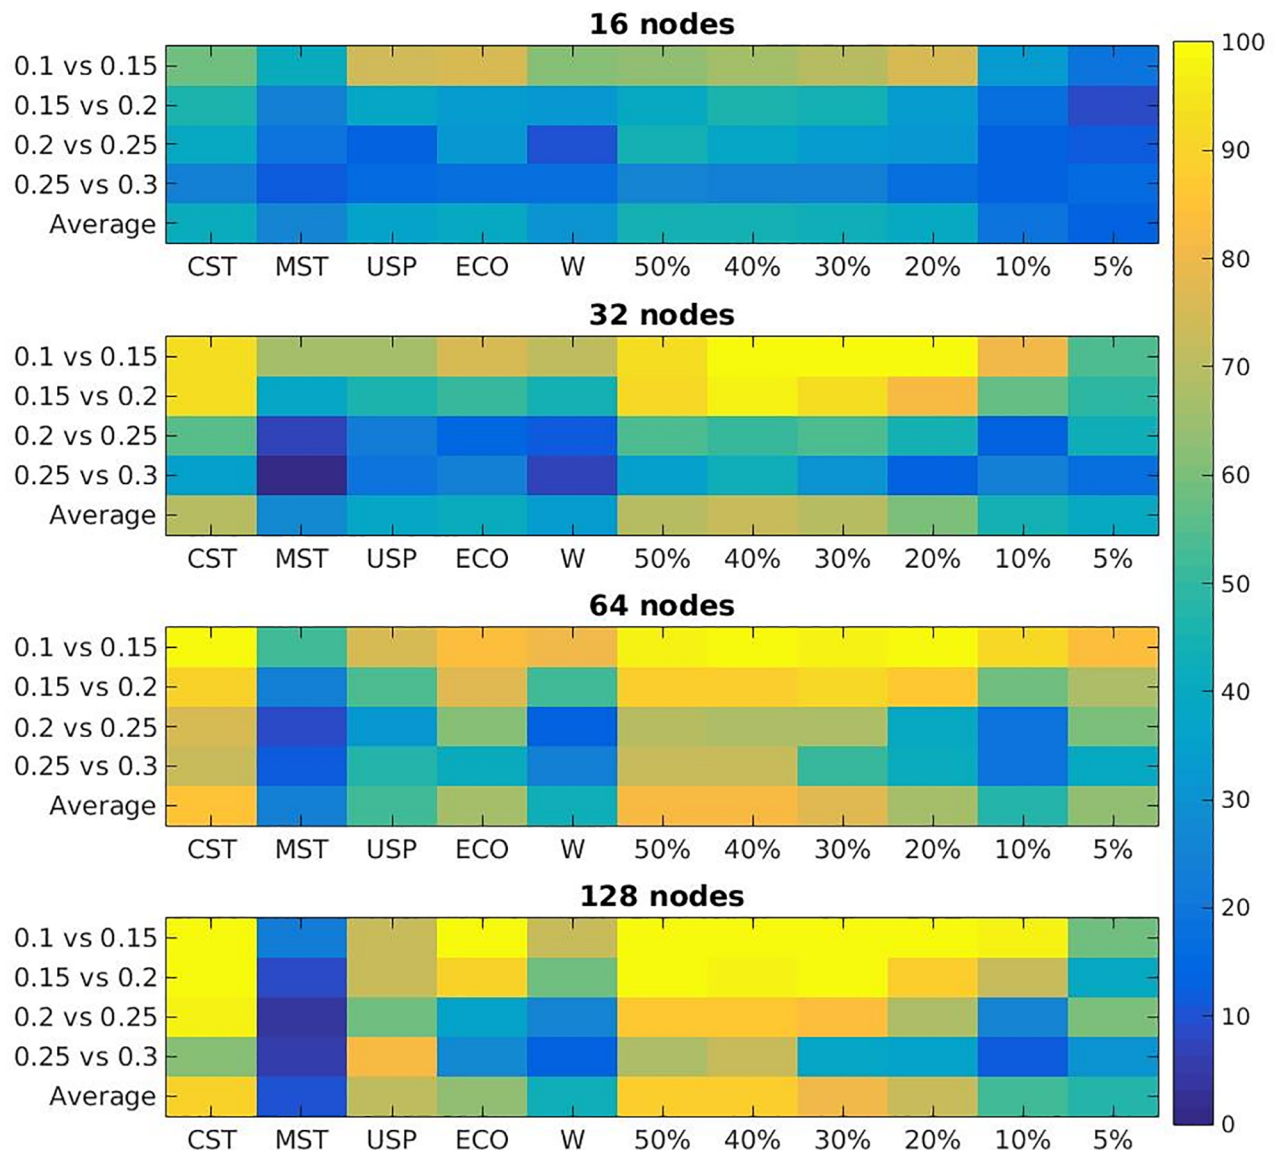 16 nodes
0.1 vs 0.15
0.15 vs 0.2
0.2 vs 0.25
0.25 vs 0.3
Average
CST MST USP ECO W 50% 40% 30% 20% 10% 5%
32 nodes
0.1 vs 0.15
0.15 vs 0.2
0.2 vs 0.25
0.25 vs 0.3
Average
CST MST USP ECO W 50% 40% 30% 20% 10% 5%
64 nodes
0.1 vs 0.15
0.15 vs 0.2
0.2 vs 0.25
0.25 vs 0.3
Average
CST MST USP ECO W 50% 40% 30% 20% 10% 5%
128 nodes
0.1 vs 0.15
0.15 vs 0.2
0.2 vs 0.25
0.25 vs 0.3
Average
CST MST USP ECO W 50% 40% 30% 20% 10% 5%
100
90
80
70
60
50
40
30
20
10
0